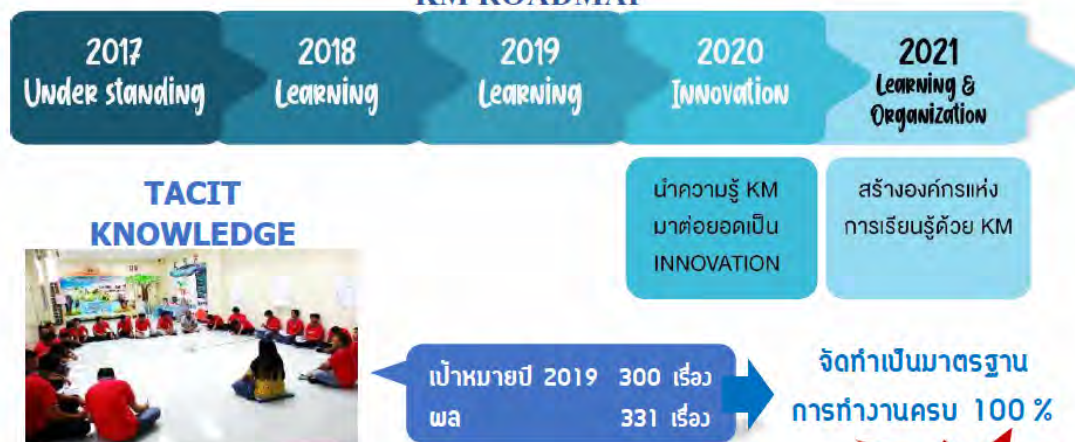 KM ROADMAP
2017
Under standing
2018
Learning
2019
Learning
2020
Innovation
2021
Learning &
Organization
TACIT
KNOWLEDGE
นำความรู้ KM
มาต่อยอดเป็น
INNOVATION
สร้างองค์กรแห่ง
การเรียนรู้ด้วย KM
เป้าหมายปี 2019 300 เรื่อง
ผล 331 เรื่อง
จัดทำเป็นมาตรฐาน
การทำงานครบ 100 %